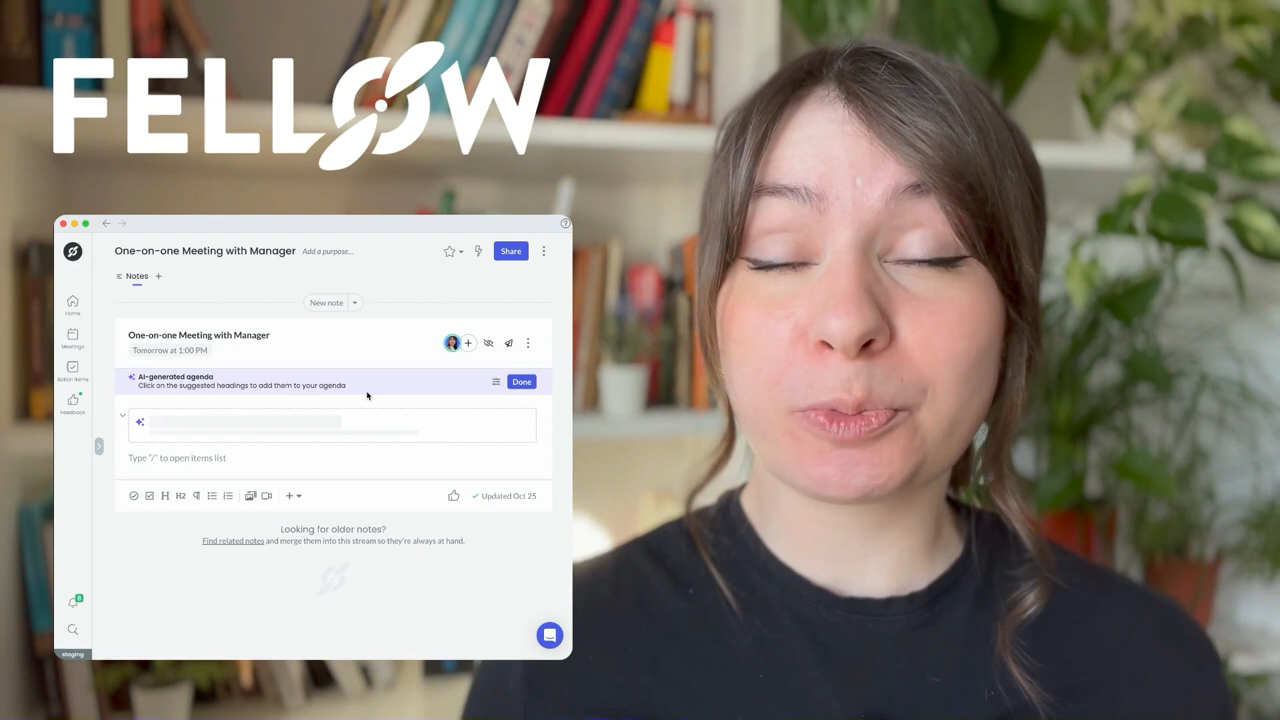 FELLOW
One-on-one Meeting with Manager Add a purpose...
Share
Notes +
New note
One-on-one Meeting with Manager
Tomorrow at 1:00 PM
AI-generated agenda
Click on the suggested headings to add them to your agenda
Done
Type "/" to open items list
H H2
Updated Oct 25
Looking for older notes?
Find related notes and merge them into this stream so they're always at hand.
Home
Meetings
Action items
Feedback
8
staging